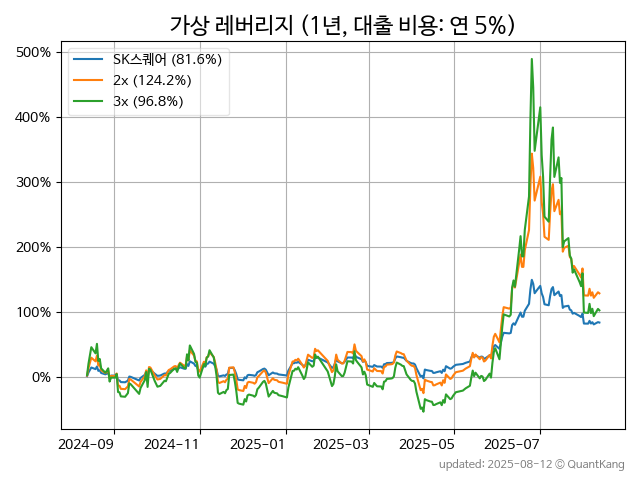 가상 레버리지 (1년, 대출 비용: 연 5%)
500%
400%
300%
200%
100%
0%
SK스퀘어 (81.6%)
2x (124.2%)
3x (96.8%)
2024-09
2024-11
2025-01
2025-03
2025-05
2025-07
updated: 2025-08-12 © QuantKang